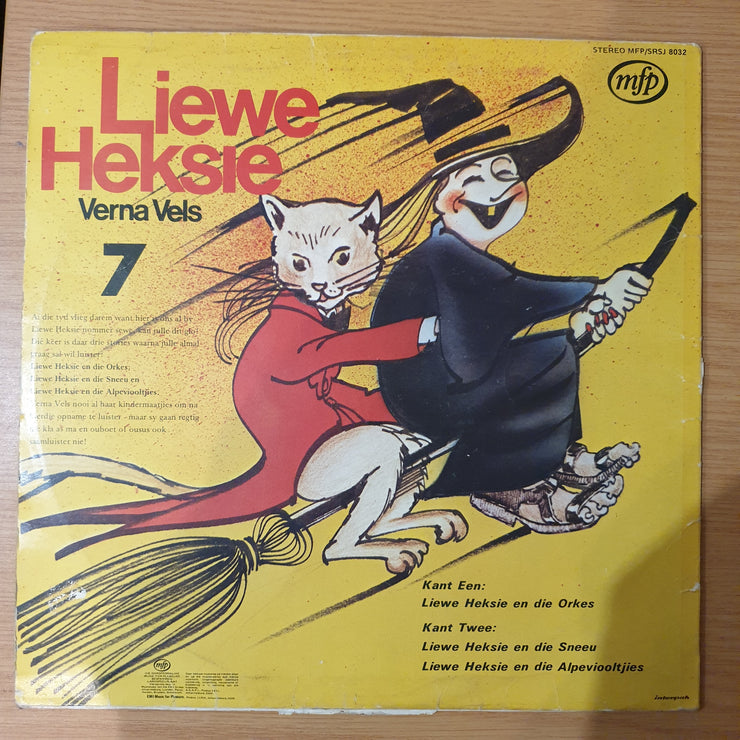 STEREO MFP/SRSJ 8032
mfp
Liewe
Heksie
Verna Vels
7
Al die tyd vlieg darem want hier is ons al by
Liewe Heksie nommer sewe, kan julle dit glo!
Die keer is daar drie stories waarna julle almal
graag sal wil luister:
Liewe Heksie en die Orkes,
Liewe Heksie en die Sneeu en
Liewe Heksie en die Alpeviooltjies.
Verna Vels nooi al haar kindermaatjies om na
hierdie opname te luister - maar sy gaan regtig
kla as ma en ouboet of ousus ook
saamluister nie!
Kant Een:
Liewe Heksie en die Orkes
Kant Twee:
Liewe Heksie en die Sneeu
Liewe Heksie en die Alpeviooltjies
mfp
interpak